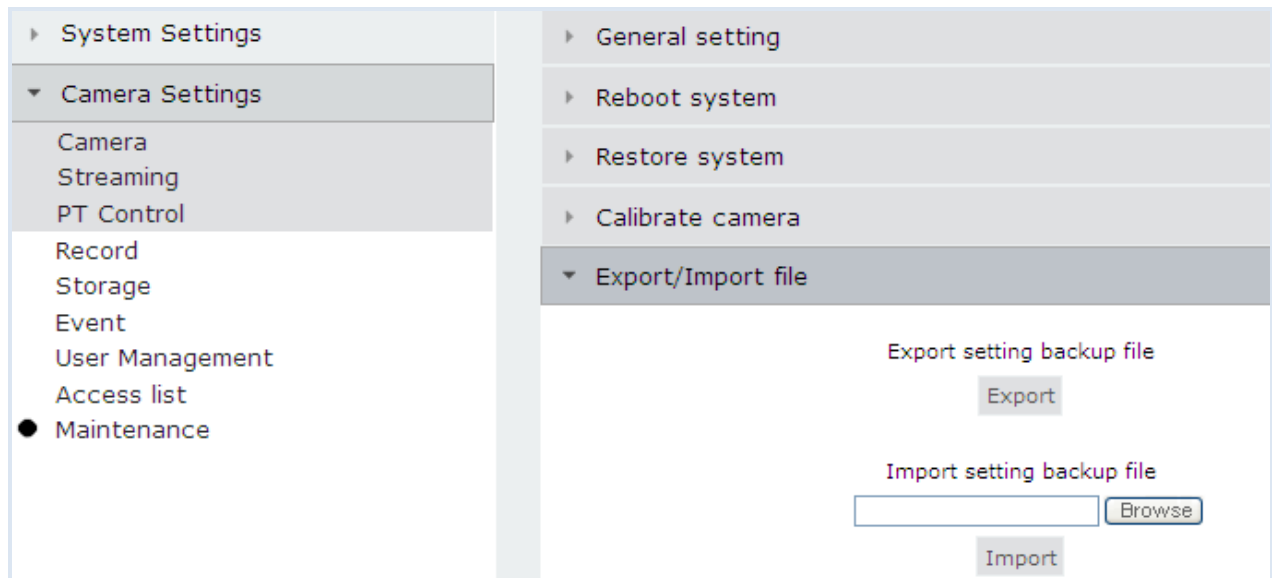 System Settings
Camera Settings
Camera
Streaming
PT Control
Record
Storage
Event
User Management
Access list
Maintenance
General setting
Reboot system
Restore system
Calibrate camera
Export/Import file
Export setting backup file
Export
Import setting backup file
Browse
Import